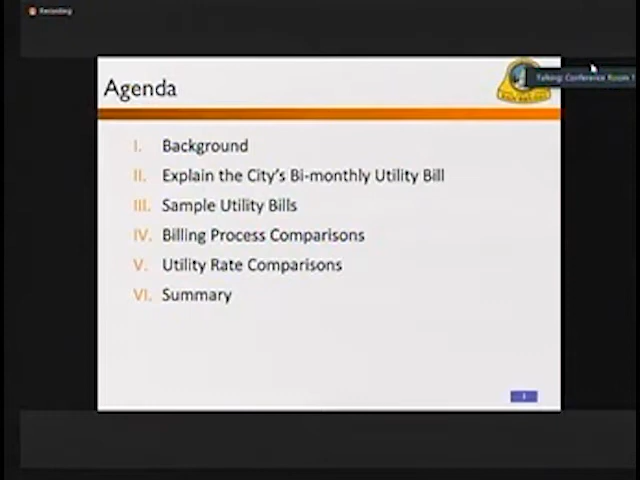 Recording
Talking: Conference Room 1
Agenda
I. Background
II. Explain the City's Bi-monthly Utility Bill
III. Sample Utility Bills
IV. Billing Process Comparisons
V. Utility Rate Comparisons
VI. Summary